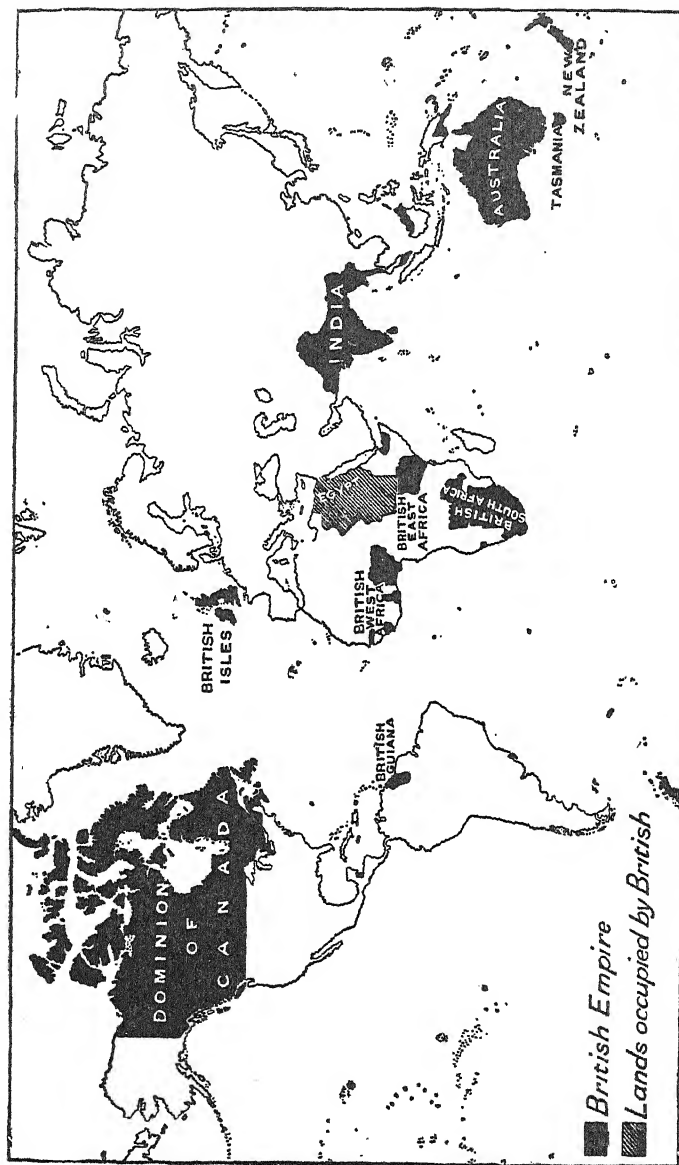 DOMINION
OF
CANADA
BRITISH
ISLES
BRITISH
GUIANA
BRITISH
WEST
AFRICA
EGYPT
BRITISH
EAST
AFRICA
BRITISH
SOUTH AFRICA
INDIA
AUSTRALIA
TASMANIA
NEW
ZEALAND
British Empire
Lands occupied by British